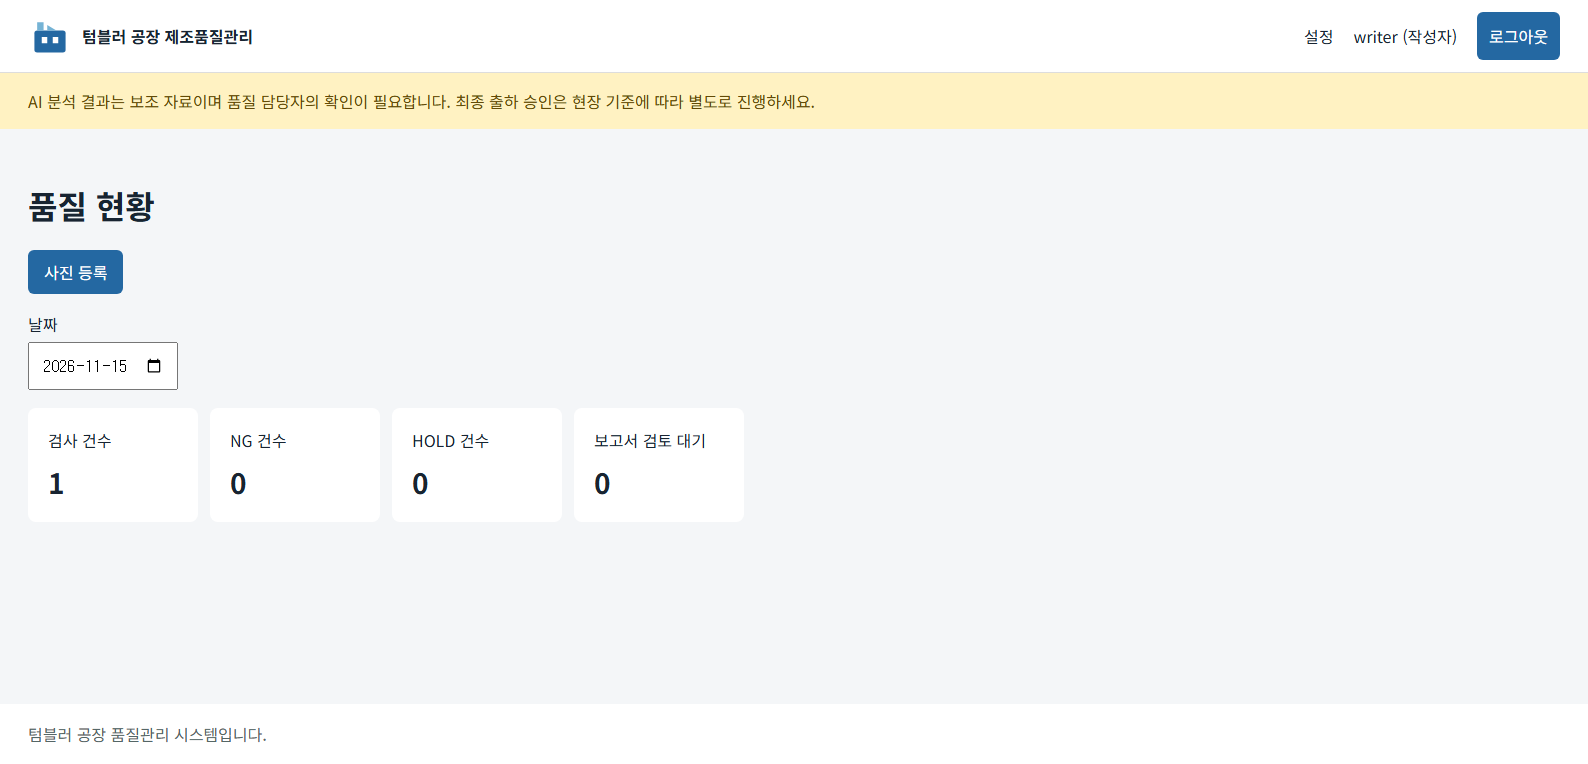 텀블러 공장 제조품질관리
설정 writer (작성자) 로그아웃
AI 분석 결과는 보조 자료이며 품질 담당자의 확인이 필요합니다. 최종 출하 승인은 현장 기준에 따라 별도로 진행하세요.
품질 현황
사진 등록
날짜
2026-11-15
검사 건수
1
NG 건수
0
HOLD 건수
0
보고서 검토 대기
0
텀블러 공장 품질관리 시스템입니다.